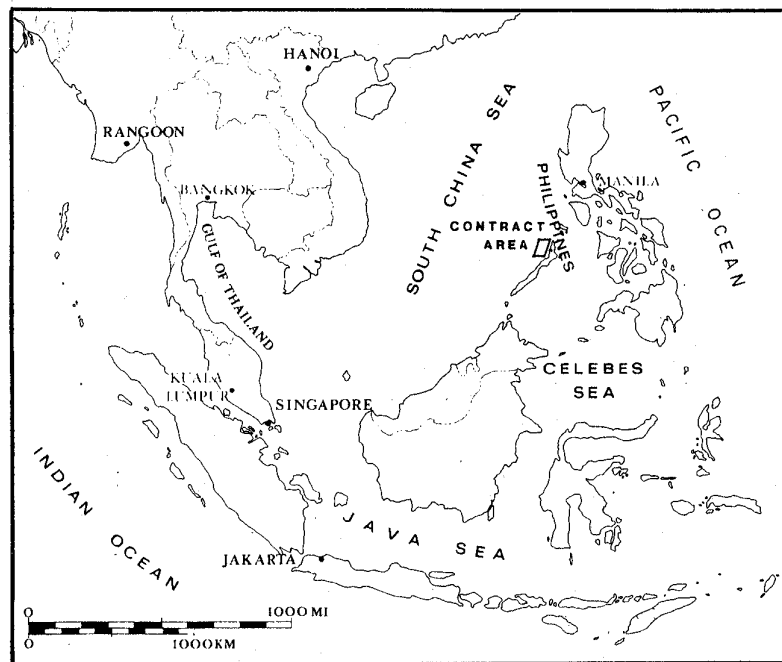 HANOI
RANGOON
BANGKOK
GULF OF THAILAND
KUALA
LUMPUR
SINGAPORE
SOUTH CHINA SEA
PACIFIC OCEAN
PHILIPPINES
MANILA
CONTRACT
AREA
CELEBES
SEA
INDIAN OCEAN
JAVA SEA
JAKARTA
0 1000 MI
0 1000 KM